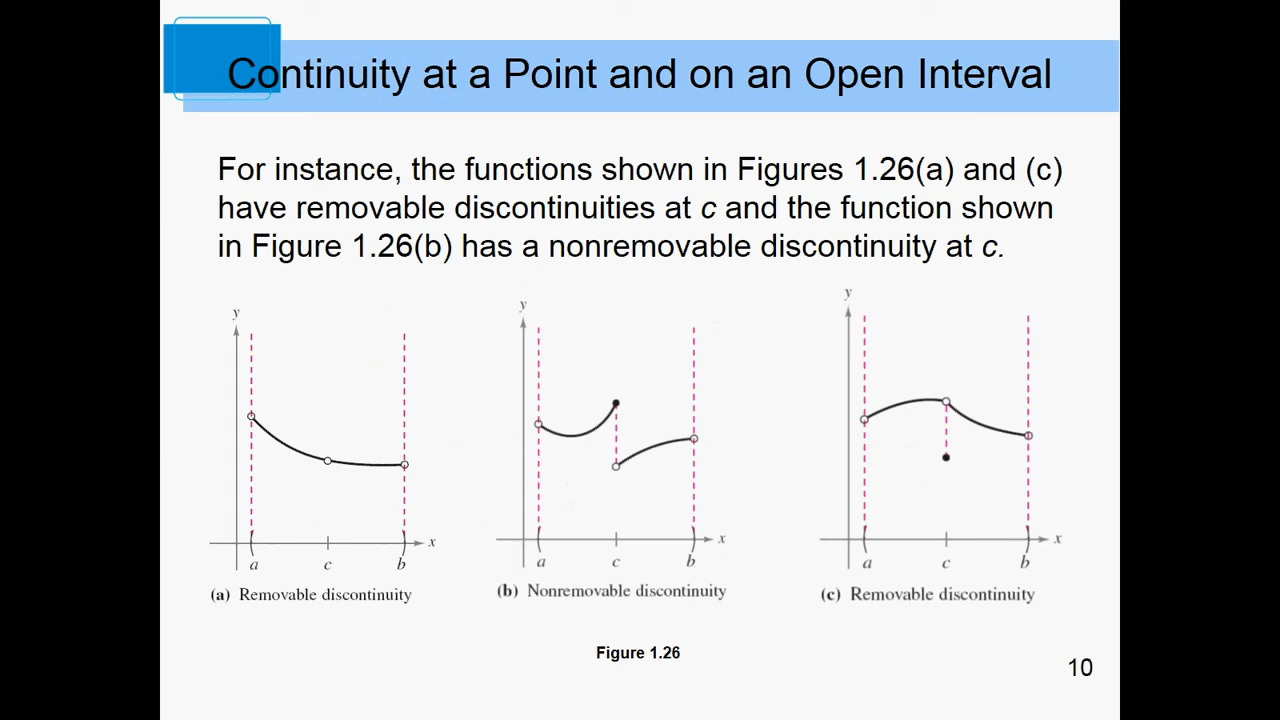 Continuity at a Point and on an Open Interval
For instance, the functions shown in Figures 1.26(a) and (c)
have removable discontinuities at c and the function shown
in Figure 1.26(b) has a nonremovable discontinuity at c.
y
x
a c b
(a) Removable discontinuity
y
x
a c b
(b) Nonremovable discontinuity
y
x
a c b
(c) Removable discontinuity
Figure 1.26
10